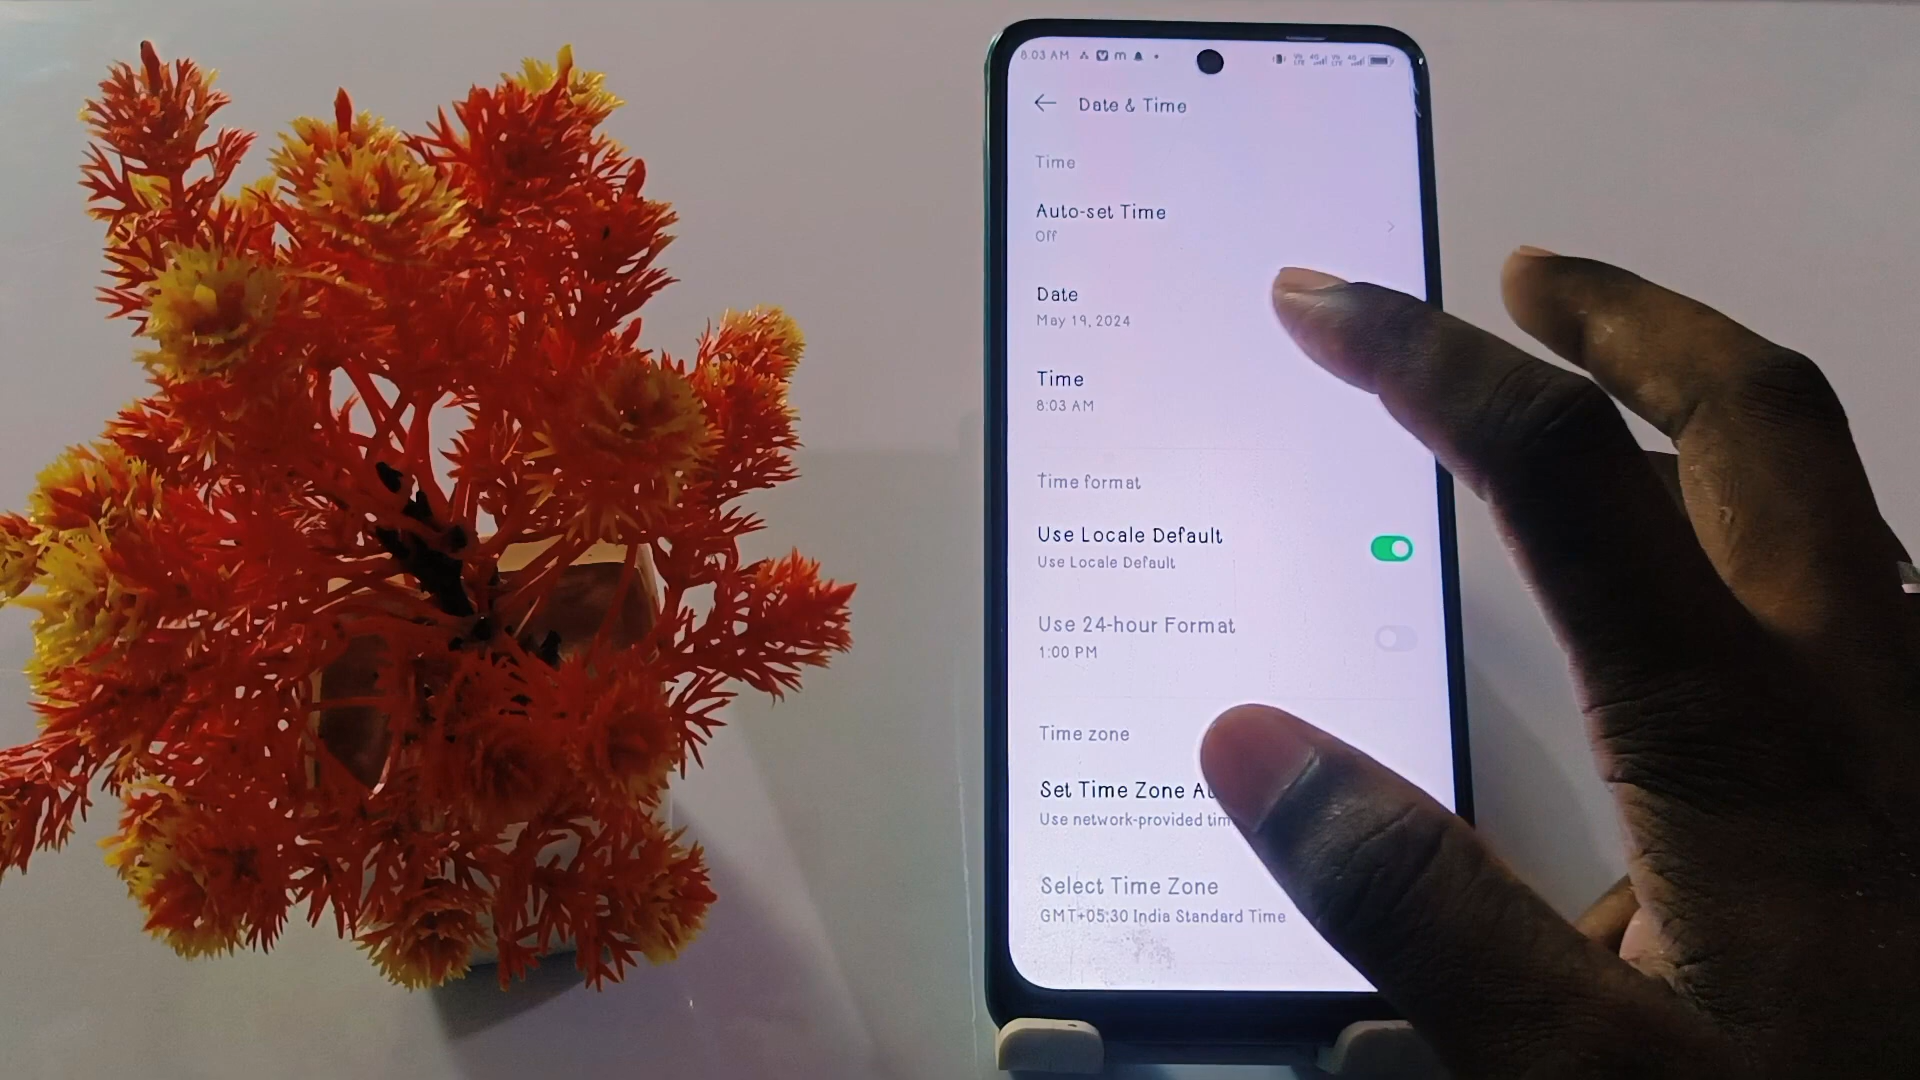 8:03 AM
Date & Time
Time
Auto-set Time
Off
Date
May 19, 2024
Time
8:03 AM
Time format
Use Locale Default
Use Locale Default
Use 24-hour Format
1:00 PM
Time zone
Set Time Zone
Use network-provided
Select Time Zone
GMT+05:30 India Standard Time